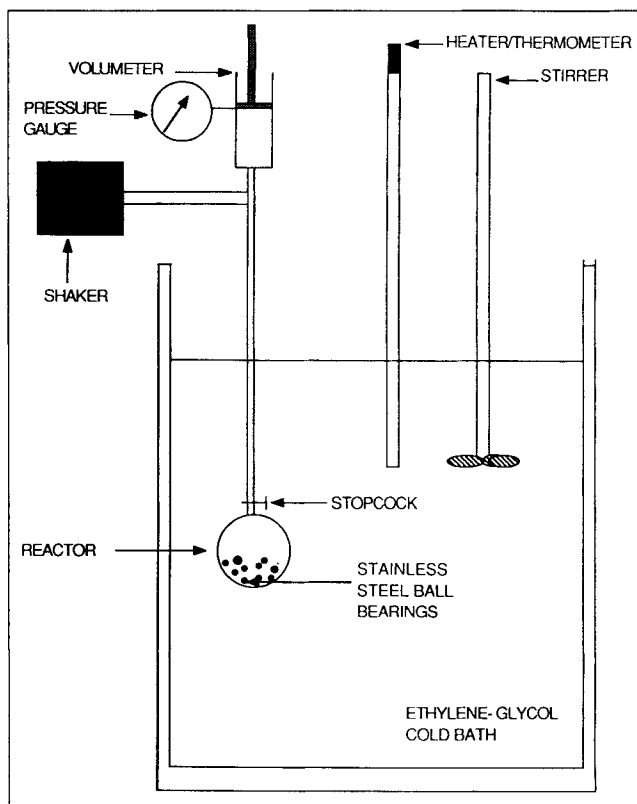 HEATER/THERMOMETER
VOLUMETER
STIRRER
PRESSURE
GAUGE
SHAKER
STOPCOCK
REACTOR
STAINLESS
STEEL BALL
BEARINGS
ETHYLENE-GLYCOL
COLD BATH